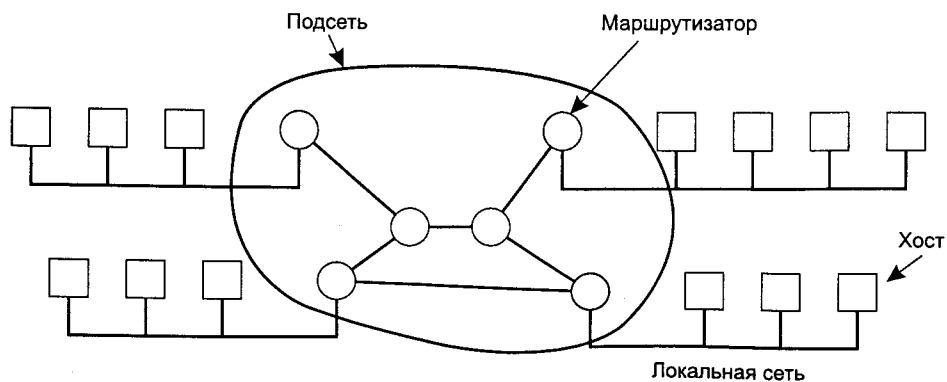 Подсеть
Маршрутизатор
Хост
Локальная сеть